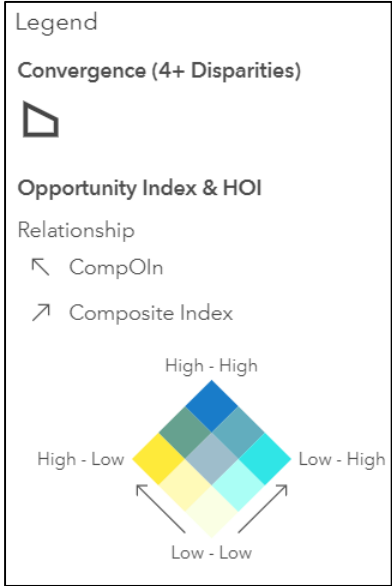 Legend
Convergence (4+ Disparities)
Opportunity Index & HOI
Relationship
CompOIn
Composite Index
High - High
High - Low
Low - High
Low - Low